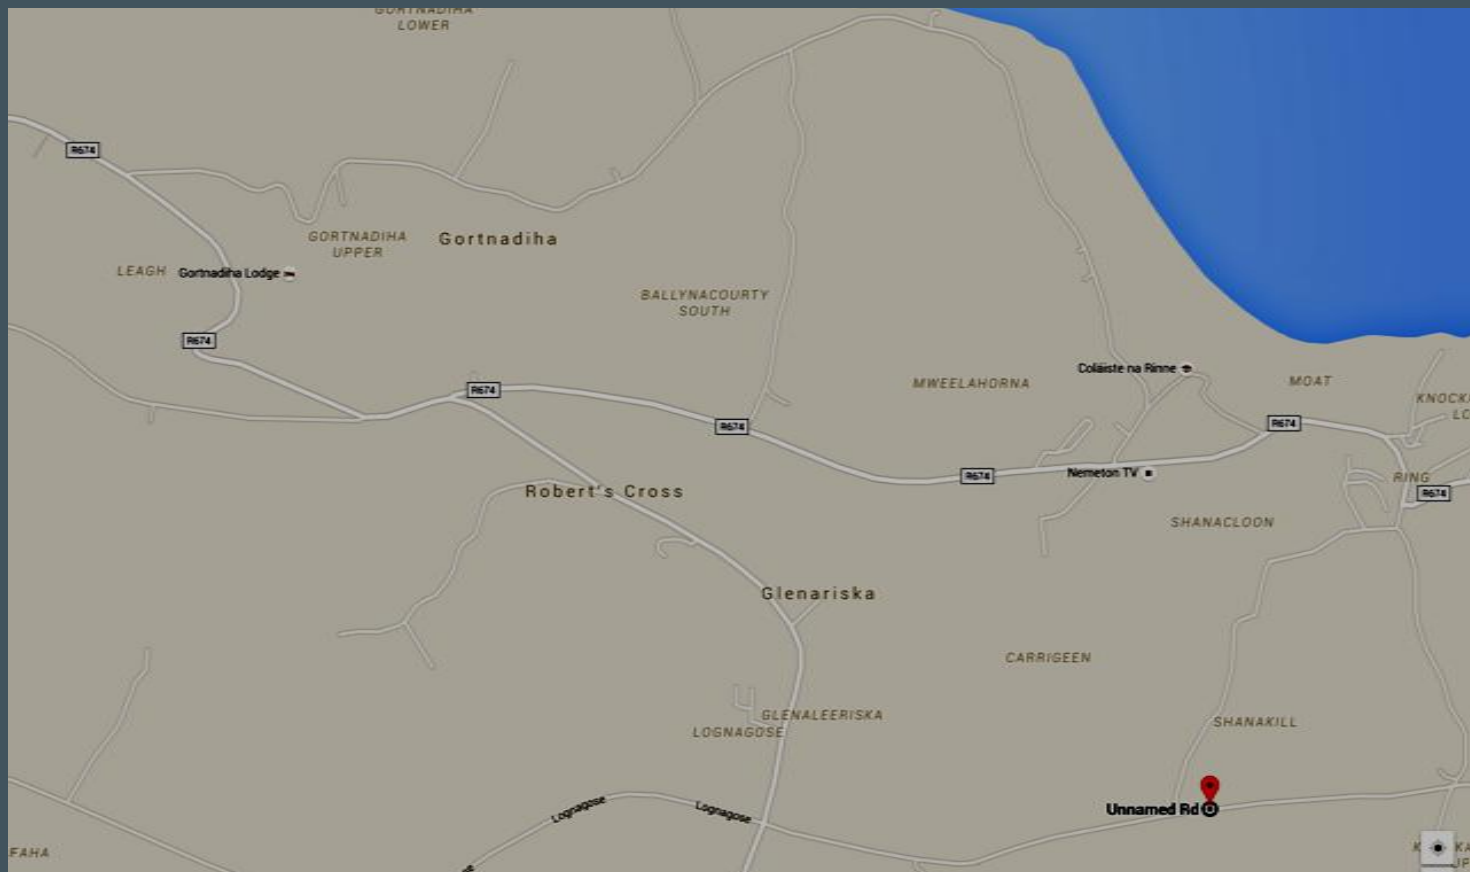 GORTNADIHA
LOWER
R674
GORTNADIHA
UPPER
Gortnadiha
LEAGH
Gortnadiha Lodge
BALLYNACOURTY
SOUTH
R674
Coláiste na Rinne
MOAT
MWEELAHORNA
R674
R674
R674
R674
Nemeton TV
RING
R674
Robert's Cross
SHANACLOON
Glenariska
CARRIGEEN
GLENALEERISKA
LOGNAGOSE
SHANAKILL
Lognagose
Lognagose
Unnamed Rd
FAHA